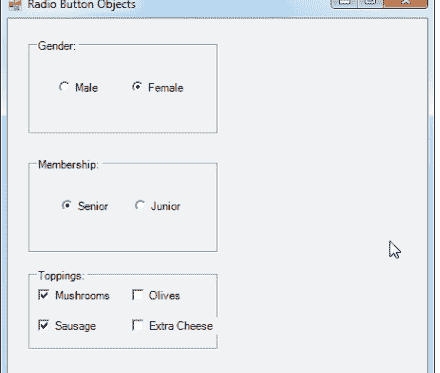 Radio Button Objects
Gender:
Male Female
Membership:
Senior Junior
Toppings:
Mushrooms Olives
Sausage Extra Cheese